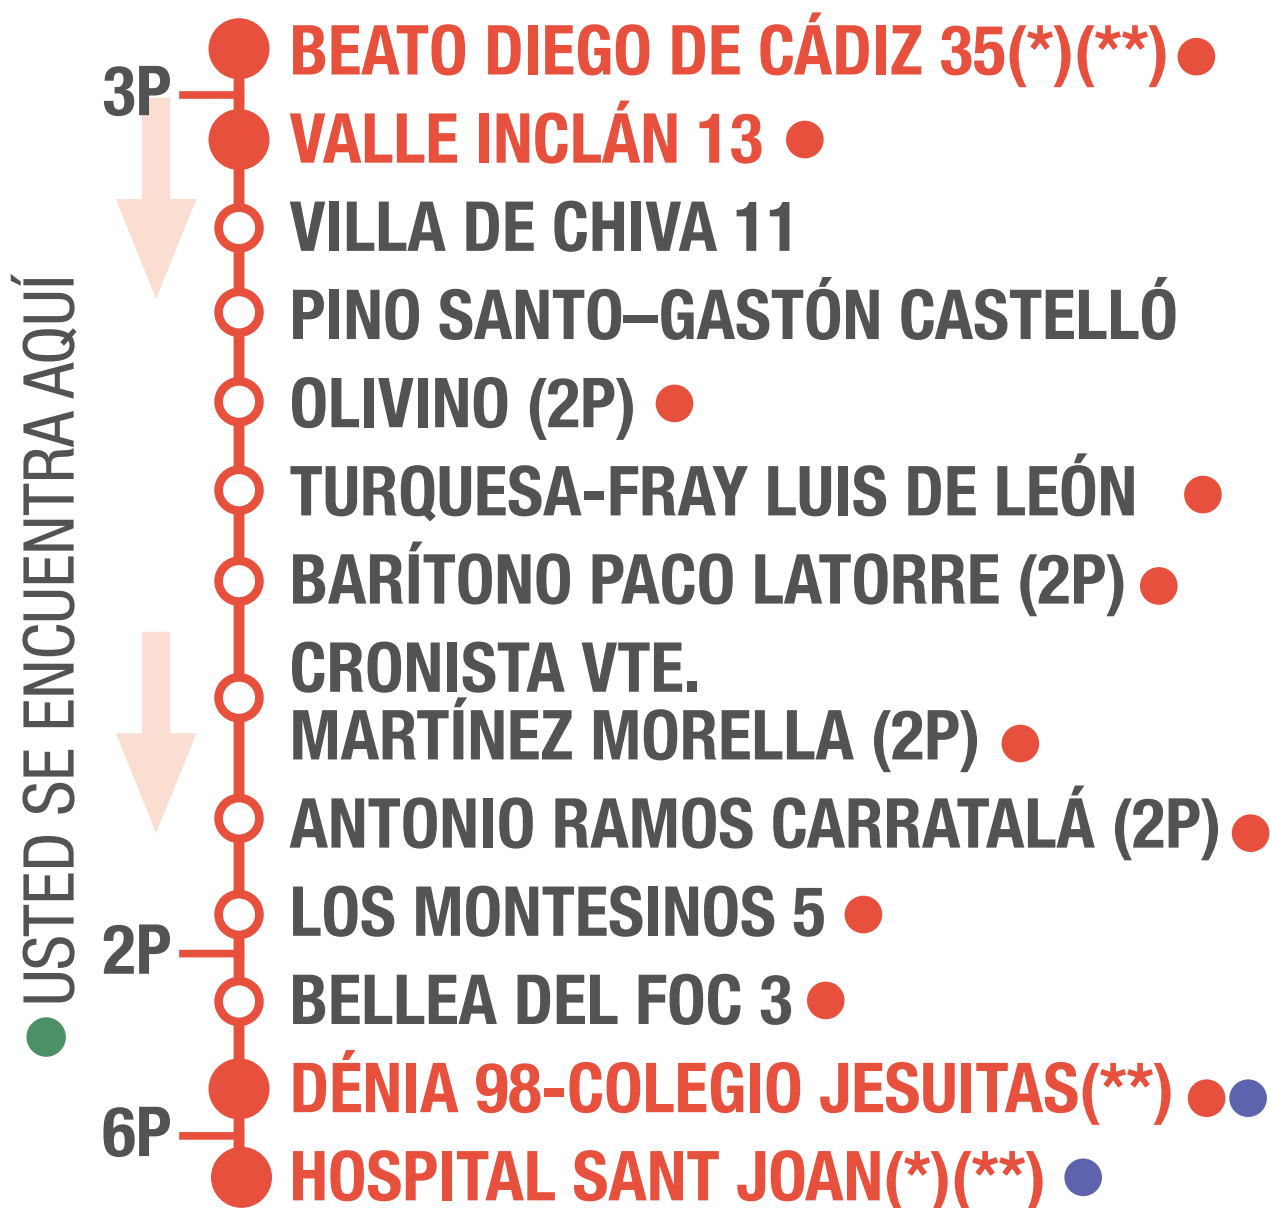 BEATO DIEGO DE CÁDIZ 35(*)(**)
3P
VALLE INCLÁN 13
VILLA DE CHIVA 11
PINO SANTO–GASTÓN CASTELLÓ
OLIVINO (2P)
TURQUESA-FRAY LUIS DE LEÓN
BARÍTONO PACO LATORRE (2P)
CRONISTA VTE.
MARTÍNEZ MORELLA (2P)
ANTONIO RAMOS CARRATALÁ (2P)
LOS MONTESINOS 5
2P
BELLEA DEL FOC 3
DÉNIA 98-COLEGIO JESUITAS(**)
6P
HOSPITAL SANT JOAN(*)(**)
USTED SE ENCUENTRA AQUÍ